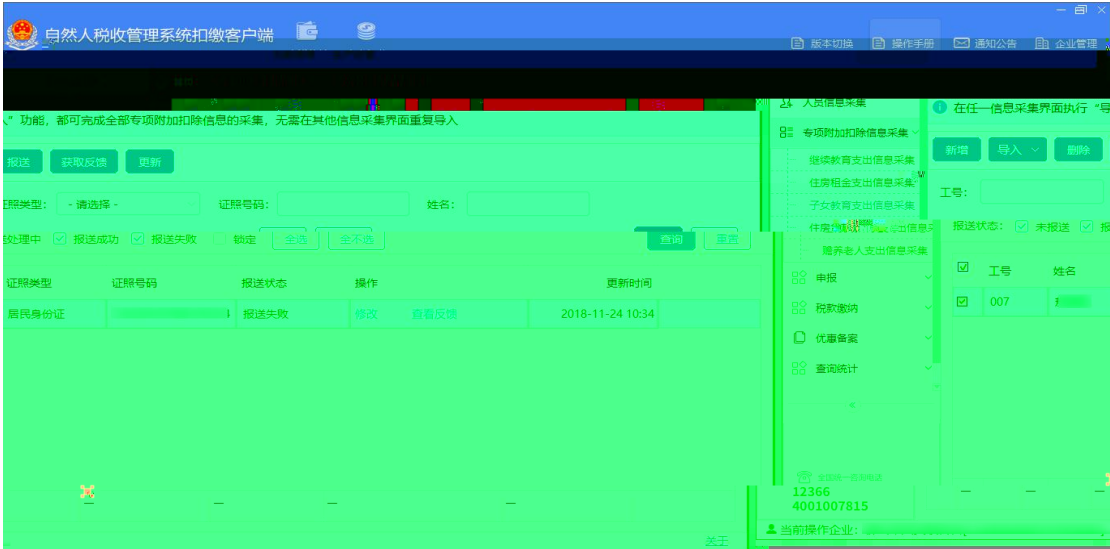 自然人税收管理系统扣缴客户端
版本切换 操作手册 通知公告 企业管理
人员信息采集
在任一信息采集界面执行 "导
入" 功能，都可完成全部专项附加扣除信息的采集，无需在其他信息采集界面重复导入
专项附加扣除信息采集
新增 导入 删除
报送 获取反馈 更新
继续教育支出信息采集
住房租金支出信息采集
子女教育支出信息采集
赡养老人支出信息采集
工号：
证照类型： - 请选择 - 证照号码： 姓名：
报送状态： 未报送
处理中 报送成功 报送失败 锁定 全选 全不选 查询 重置
工号 姓名
证照类型 证照号码 报送状态 操作 更新时间
007
居民身份证 报送失败 修改 查看反馈 2018-11-24 10:34
申报
税款缴纳
优惠备案
查询统计
全国统一咨询电话
12366
4001007815
当前操作企业：
关于